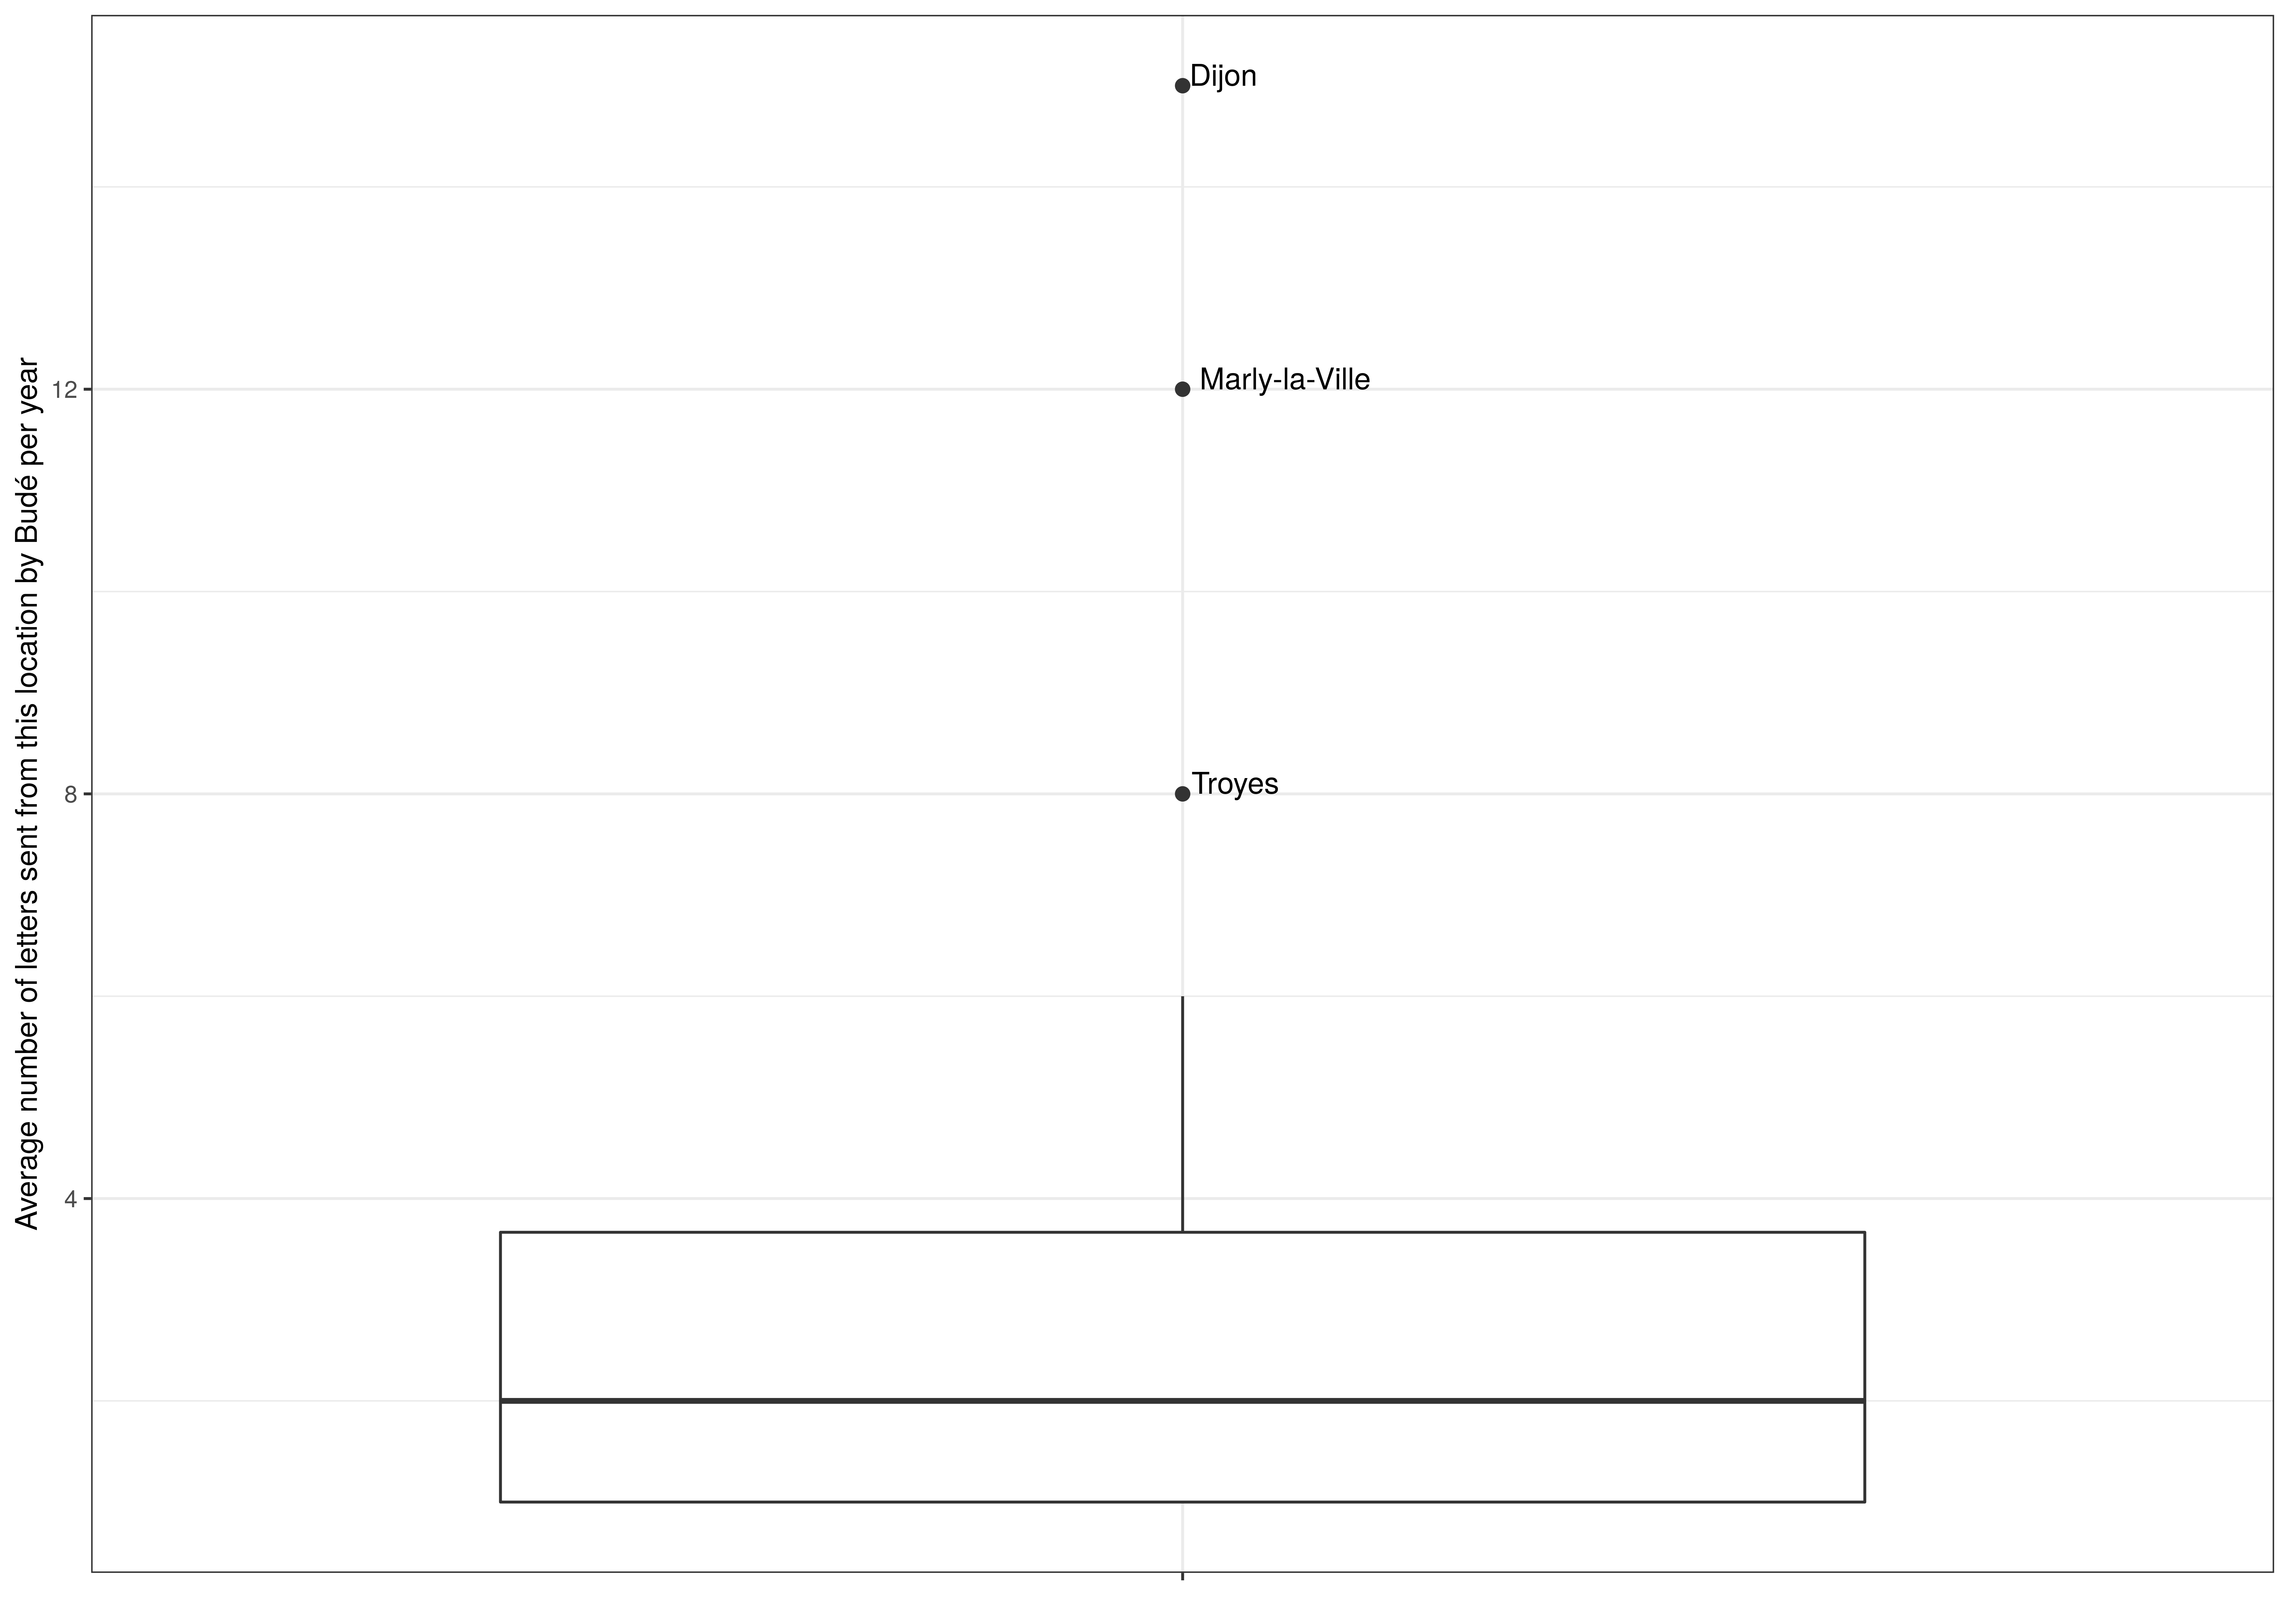 Average number of letters sent from this location by Budé per year
Dijon
12
Marly-la-Ville
8
Troyes
4